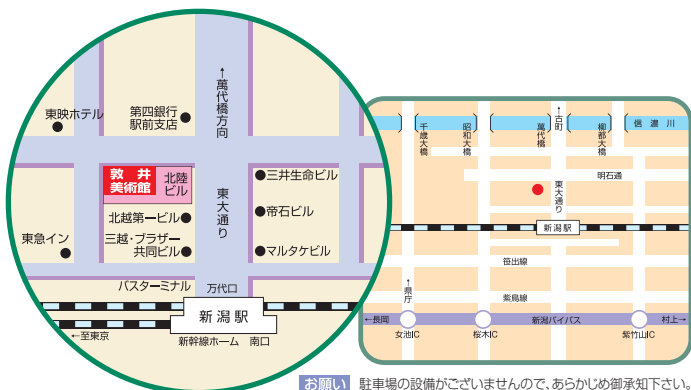 ↑萬代橋方向
東映ホテル
第四銀行
駅前支店
敦井
美術館
北陸
ビル
三井生命ビル
東大通り
北越第一ビル
帝石ビル
東急イン
三越・ブラザー
共同ビル
マルタケビル
バスターミナル
万代口
新潟駅
←至東京
新幹線ホーム 南口
↑古町
千歳大橋
昭和大橋
萬代橋
柳都大橋
信濃川
明石通
東大通り
新潟駅
笹出線
↑県庁
紫鳥線
←長岡
新潟バイパス
村上→
女池IC
桜木IC
紫竹山IC
お願い 駐車場の設備がございませんので、あらかじめ御承知下さい。